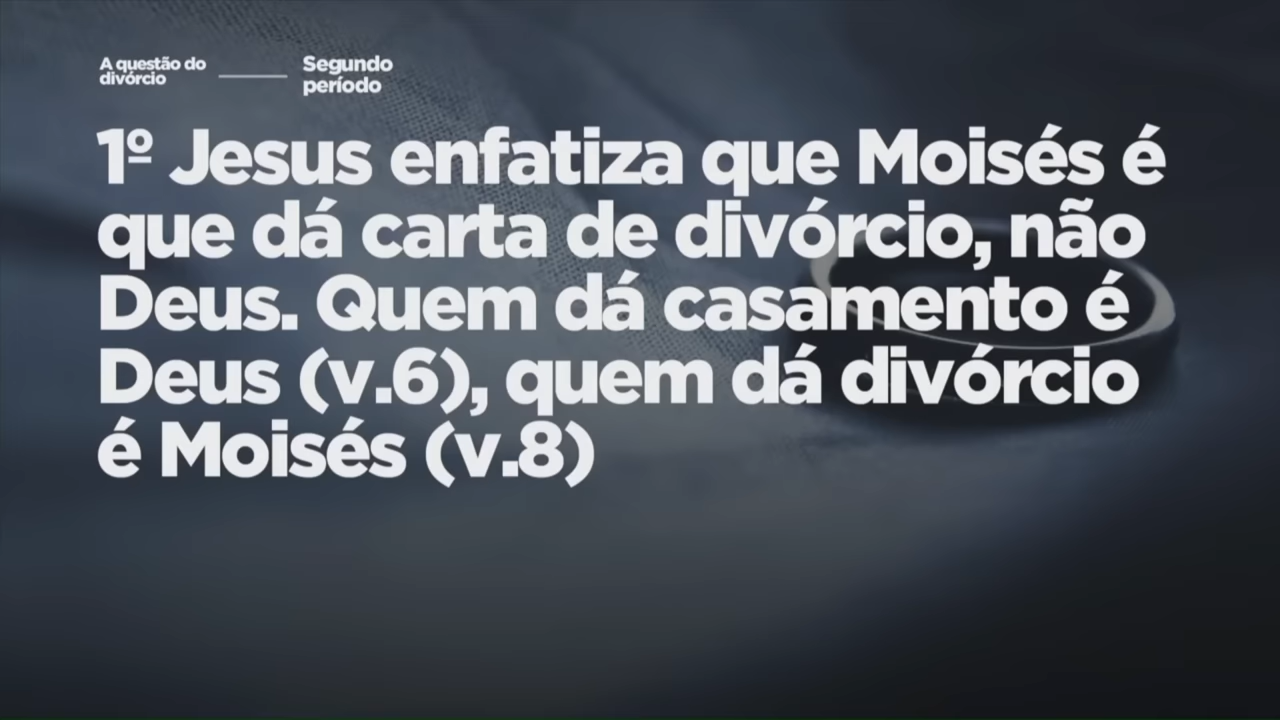 A questão do
divórcio
Segundo
período
1º Jesus enfatiza que Moisés é
que dá carta de divórcio, não
Deus. Quem dá casamento é
Deus (v.6), quem dá divórcio
é Moisés (v.8)